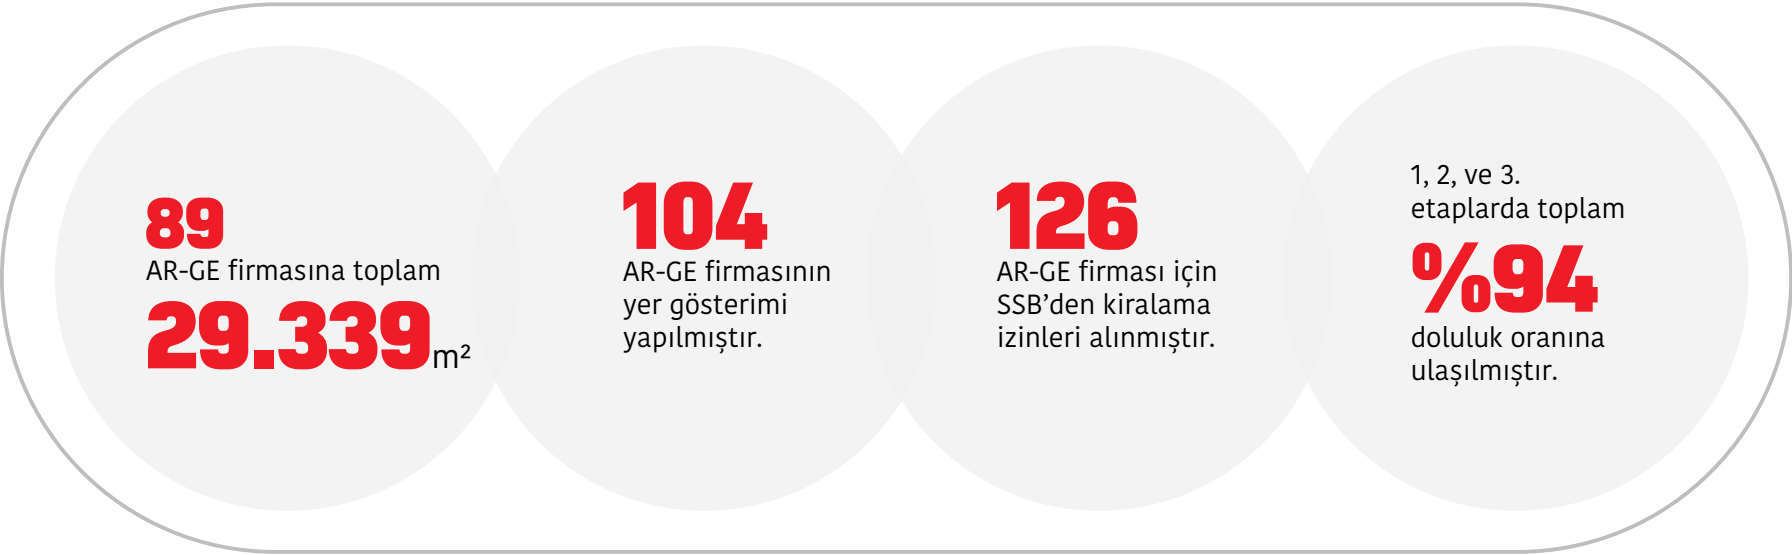 89
AR-GE firmasına toplam
29.339m²
104
AR-GE firmasının
yer gösterimi
yapılmıştır.
126
AR-GE firması için
SSB’den kiralama
izinleri alınmıştır.
1, 2, ve 3.
etaplarda toplam
%94
doluluk oranına
ulaşılmıştır.